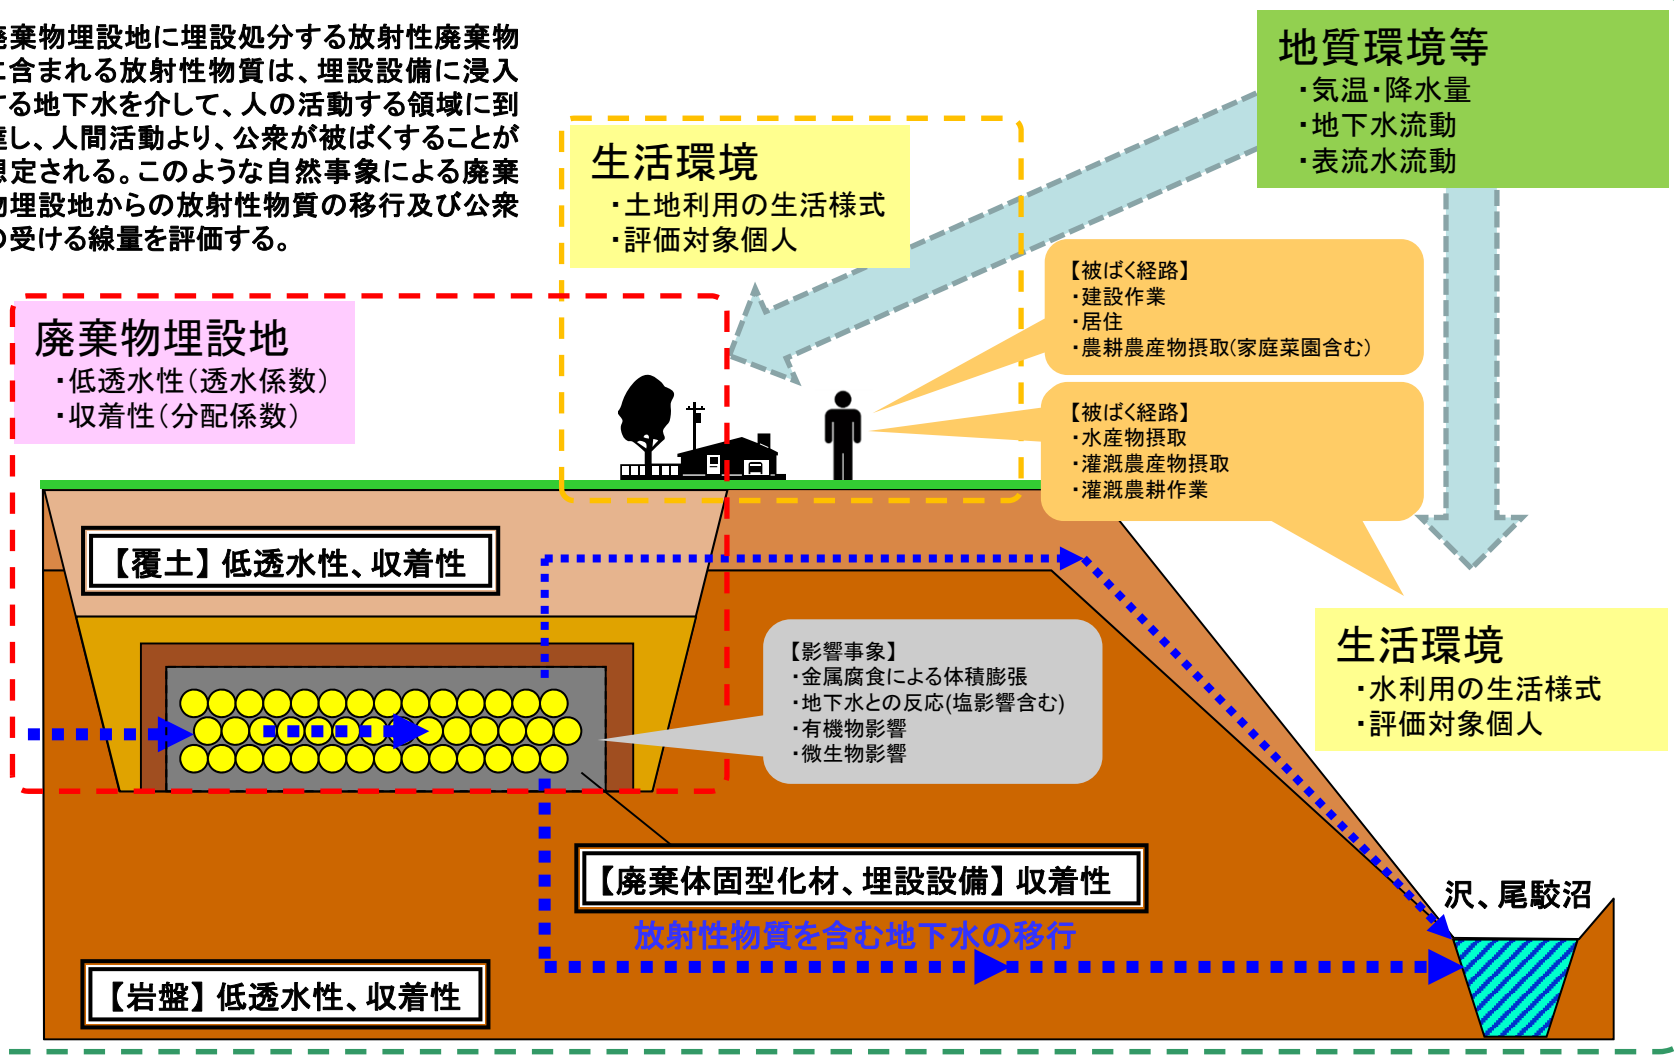 廃棄物埋設地に埋設処分する放射性廃棄物
に含まれる放射性物質は、埋設設備に浸入
する地下水を介して、人の活動する領域に到
達し、人間活動より、公衆が被ばくすることが
想定される。このような自然事象による廃棄
物埋設地からの放射性物質の移行及び公衆
の受ける線量を評価する。
地質環境等
・気温・降水量
・地下水流動
・表流水流動
生活環境
・土地利用の生活様式
・評価対象個人
【被ばく経路】
・建設作業
・居住
・農耕農産物摂取(家庭菜園含む)
廃棄物埋設地
・低透水性(透水係数)
・収着性(分配係数)
【被ばく経路】
・水産物摂取
・灌漑農産物摂取
・灌漑農耕作業
【覆土】低透水性、収着性
【影響事象】
・金属腐食による体積膨張
・地下水との反応(塩影響含む)
・有機物影響
・微生物影響
生活環境
・水利用の生活様式
・評価対象個人
【廃棄体固型化材、埋設設備】収着性
沢、尾駮沼
放射性物質を含む地下水の移行
【岩盤】低透水性、収着性